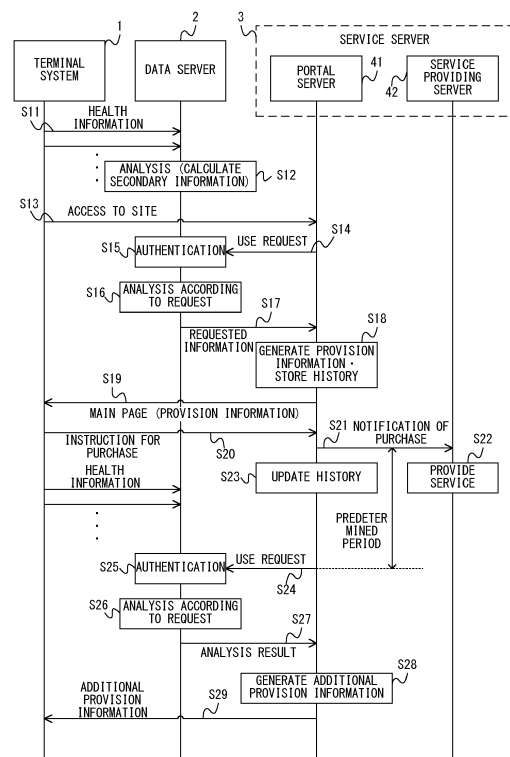 1
2
3
TERMINAL
SYSTEM
DATA SERVER
SERVICE SERVER
PORTAL
SERVER
41
SERVICE
PROVIDING
SERVER
42
S11
HEALTH
INFORMATION
ANALYSIS (CALCULATE
SECONDARY INFORMATION)
S12
S13
ACCESS TO SITE
S14
USE REQUEST
S15
AUTHENTICATION
S16
ANALYSIS ACCORDING
TO REQUEST
S17
REQUESTED
INFORMATION
S18
GENERATE PROVISION
INFORMATION・
STORE HISTORY
S19
MAIN PAGE (PROVISION INFORMATION)
S20
INSTRUCTION FOR
PURCHASE
S21
NOTIFICATION OF
PURCHASE
S22
PROVIDE
SERVICE
S23
UPDATE HISTORY
HEALTH
INFORMATION
PREDETER
MINED
PERIOD
S25
AUTHENTICATION
USE REQUEST
S24
S26
ANALYSIS ACCORDING
TO REQUEST
S27
ANALYSIS RESULT
S28
GENERATE ADDITIONAL
PROVISION INFORMATION
S29
ADDITIONAL
PROVISION
INFORMATION